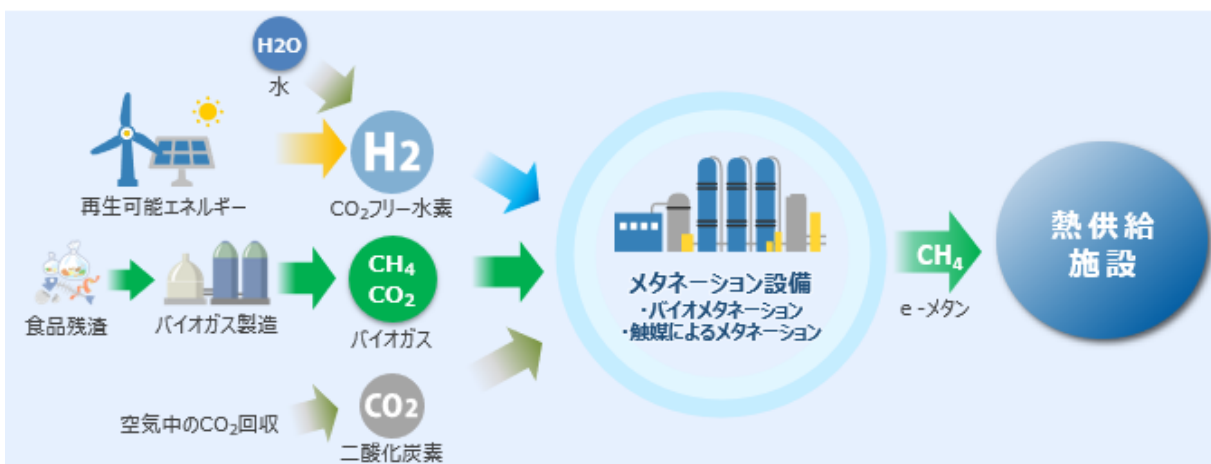 H2O
水
H2
再生可能エネルギー
CO₂フリー水素
食品残渣
バイオガス製造
CH₄
CO₂
バイオガス
空気中のCO₂回収
CO₂
二酸化炭素
メタネーション設備
・バイオメタネーション
・触媒によるメタネーション
CH₄
e-メタン
熱供給
施設